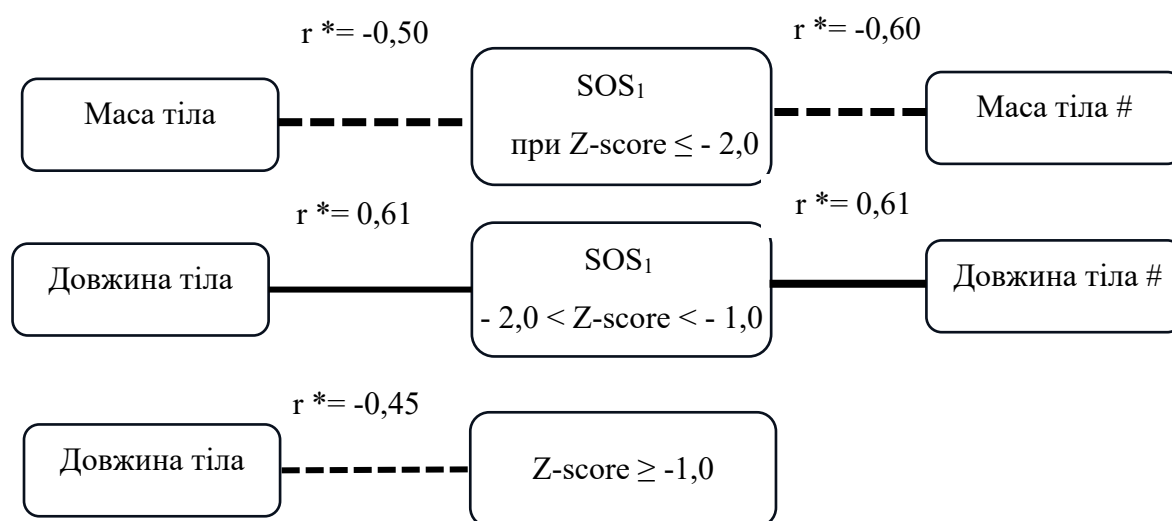 r *= -0,50
r *= -0,60
Маса тіла
SOS₁
при Z-score ≤ - 2,0
Маса тіла #
r *= 0,61
r *= 0,61
Довжина тіла
SOS₁
- 2,0 < Z-score < - 1,0
Довжина тіла #
r *= -0,45
Довжина тіла
Z-score ≥ -1,0